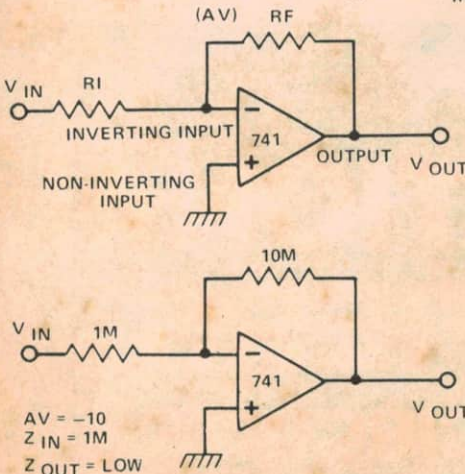 (AV) RF
V IN RI
INVERTING INPUT
−
741
+
OUTPUT
V OUT
NON-INVERTING
INPUT
10M
V IN 1M
−
741
+
V OUT
AV = −10
Z IN = 1M
Z OUT = LOW